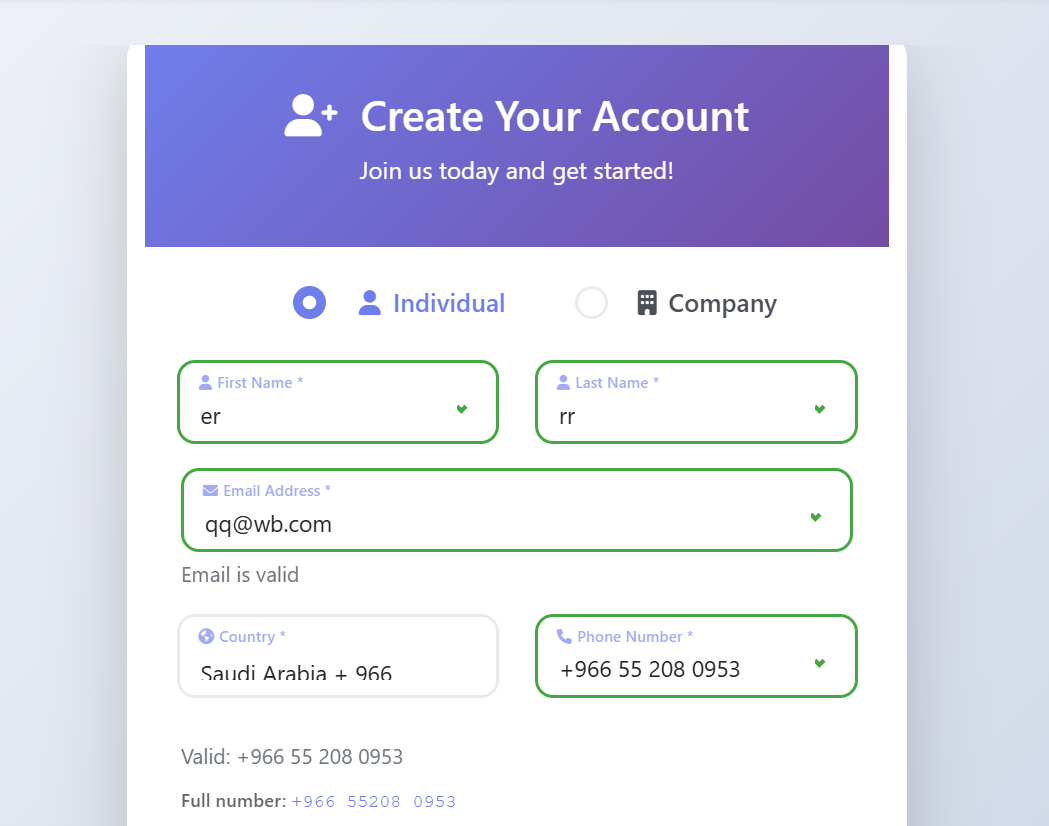 Create Your Account
Join us today and get started!
Individual Company
First Name * Last Name *
er rr
Email Address *
qq@wb.com
Email is valid
Country * Phone Number *
Saudi Arabia + 966 +966 55 208 0953
Valid: +966 55 208 0953
Full number: +966 55208 0953